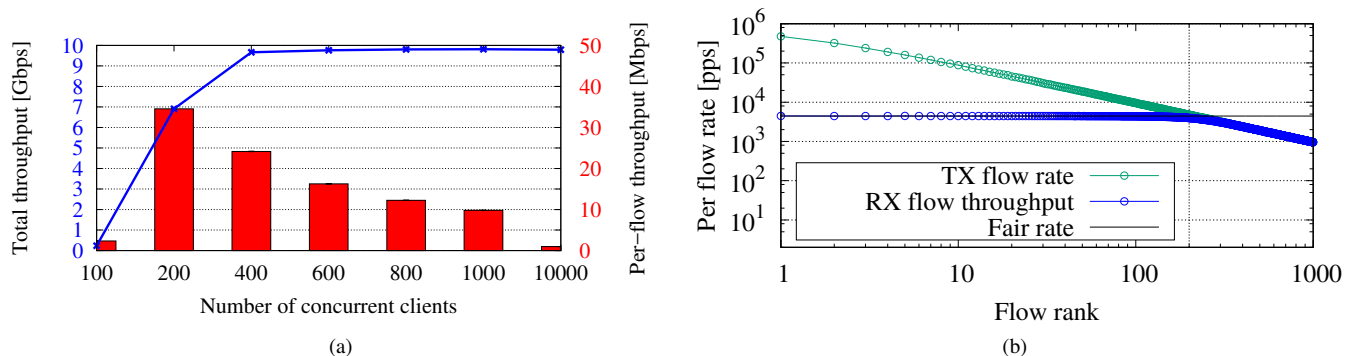 Total throughput [Gbps]
10
9
8
7
6
5
4
3
2
1
0
100 200 400 600 800 1000 10000
Number of concurrent clients
50
40
30
20
10
0
Per-flow throughput [Mbps]
(a)
Per flow rate [pps]
10^6
10^5
10^4
10^3
10^2
10^1
TX flow rate
RX flow throughput
Fair rate
1 10 100 1000
Flow rank
(b)